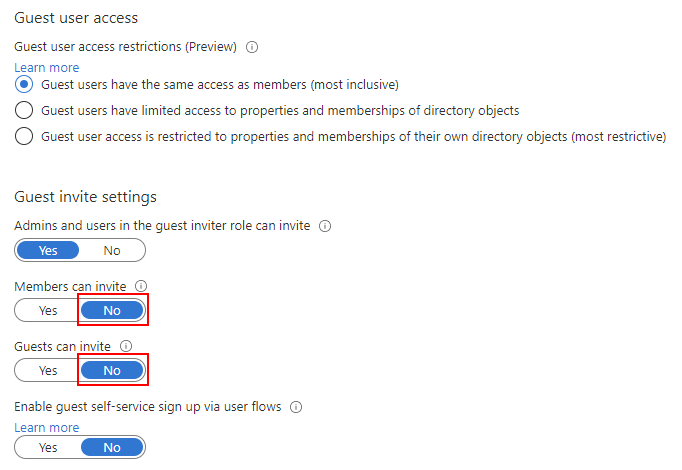 Guest user access
Guest user access restrictions (Preview)
Learn more
Guest users have the same access as members (most inclusive)
Guest users have limited access to properties and memberships of directory objects
Guest user access is restricted to properties and memberships of their own directory objects (most restrictive)
Guest invite settings
Admins and users in the guest inviter role can invite
Yes No
Members can invite
Yes No
Guests can invite
Yes No
Enable guest self-service sign up via user flows
Learn more
Yes No